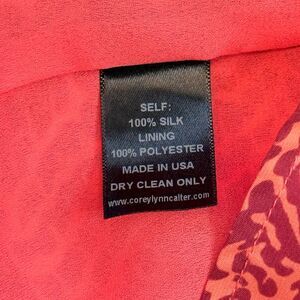 SELF:
100% SILK
LINING
100% POLYESTER
MADE IN USA
DRY CLEAN ONLY
www.coreylynncalter.com